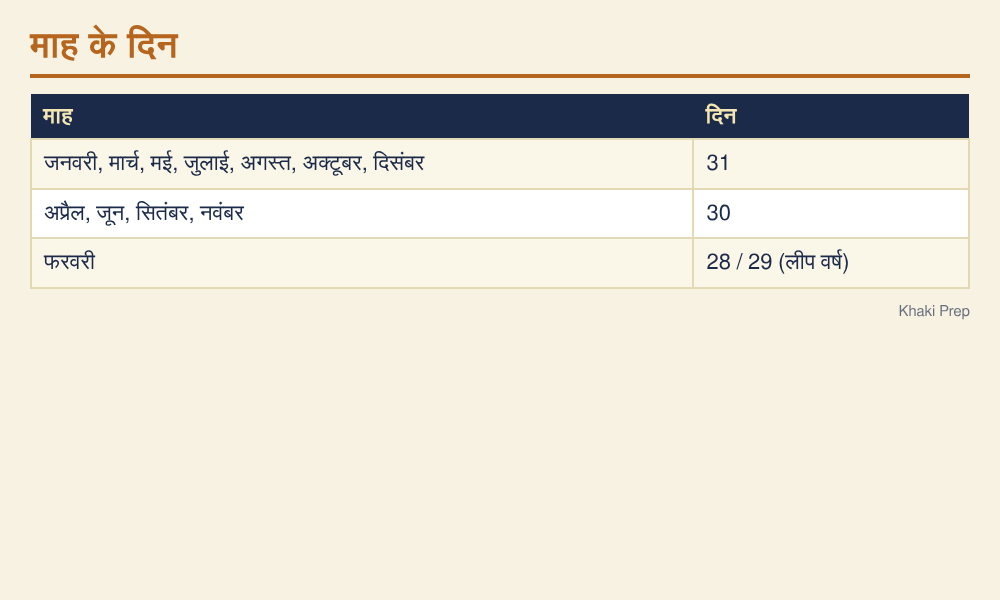 माह के दिन
माह दिन
जनवरी, मार्च, मई, जुलाई, अगस्त, अक्टूबर, दिसंबर 31
अप्रैल, जून, सितंबर, नवंबर 30
फरवरी 28 / 29 (लीप वर्ष)
Khaki Prep